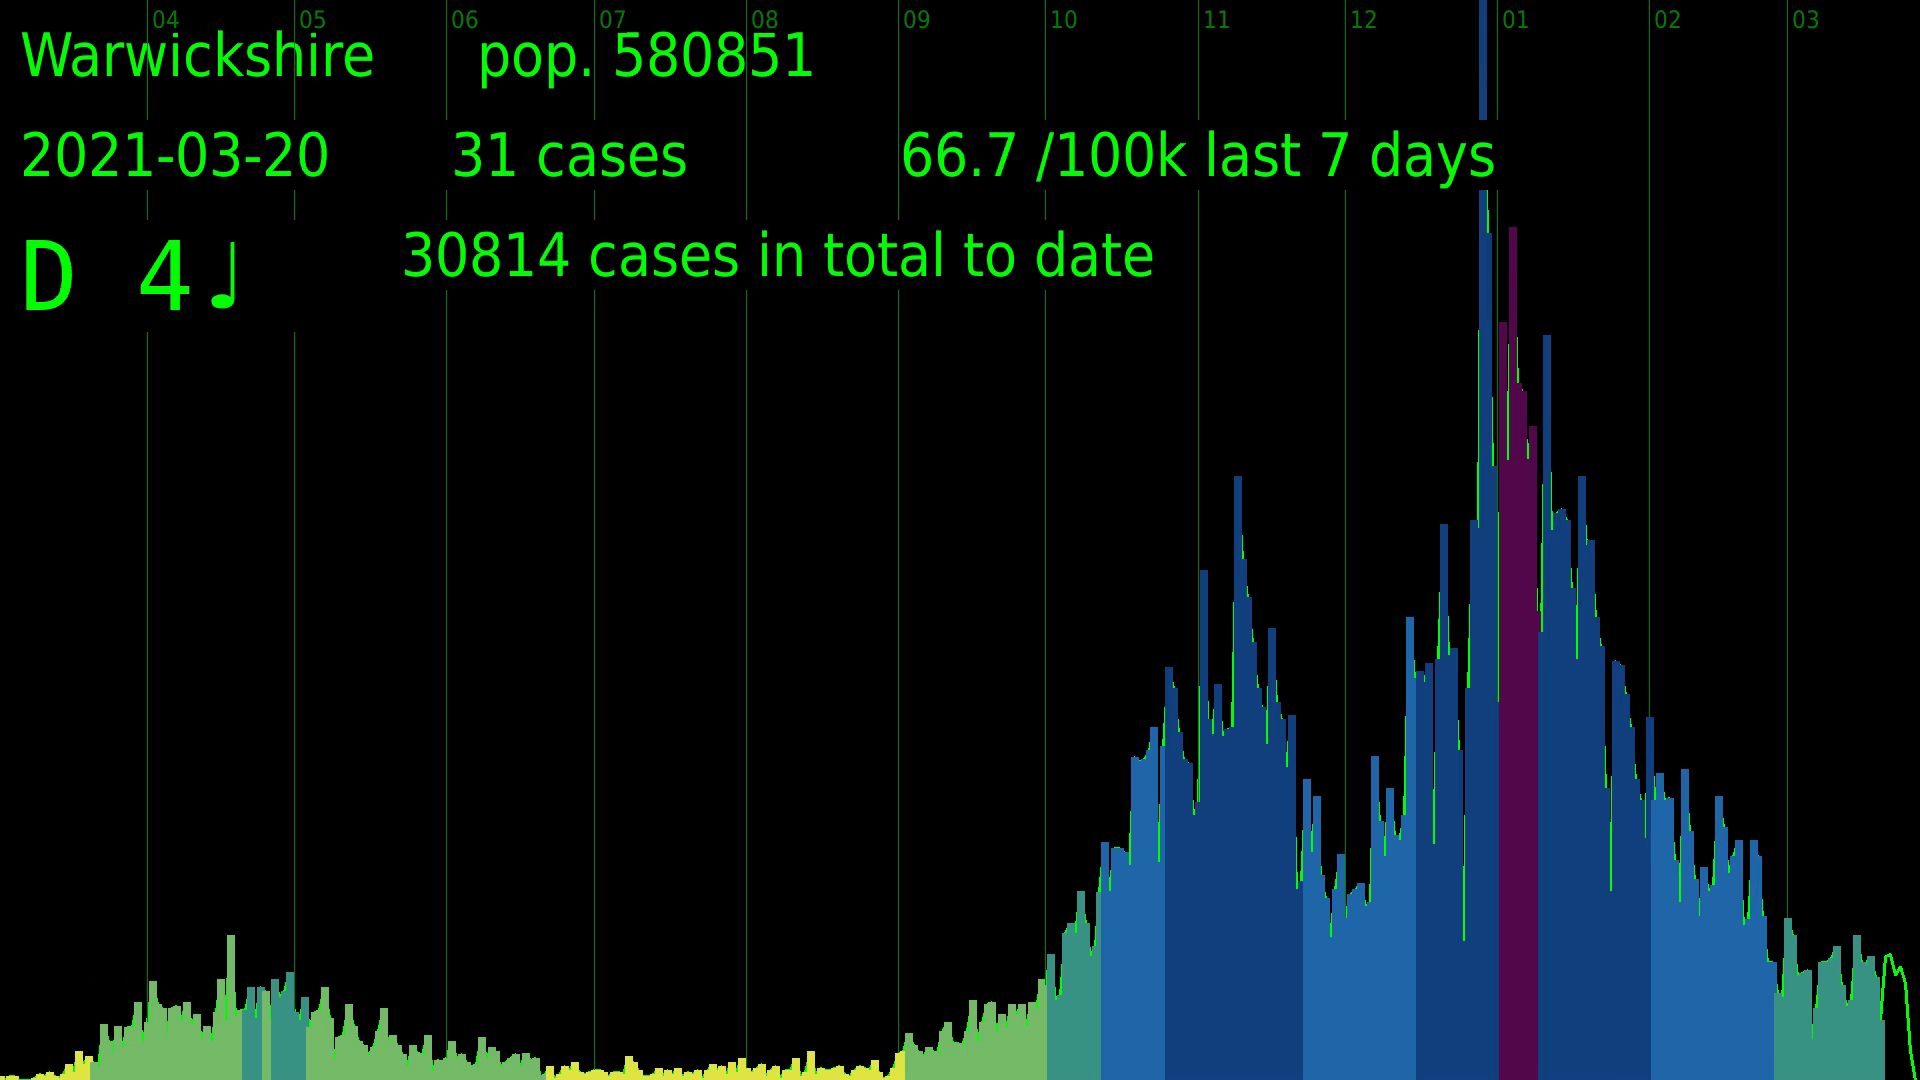 04 05 06 07 08 09 10 11 12 01 02 03
Warwickshire pop. 580851
2021-03-20 31 cases 66.7 /100k last 7 days
D 4♩ 30814 cases in total to date